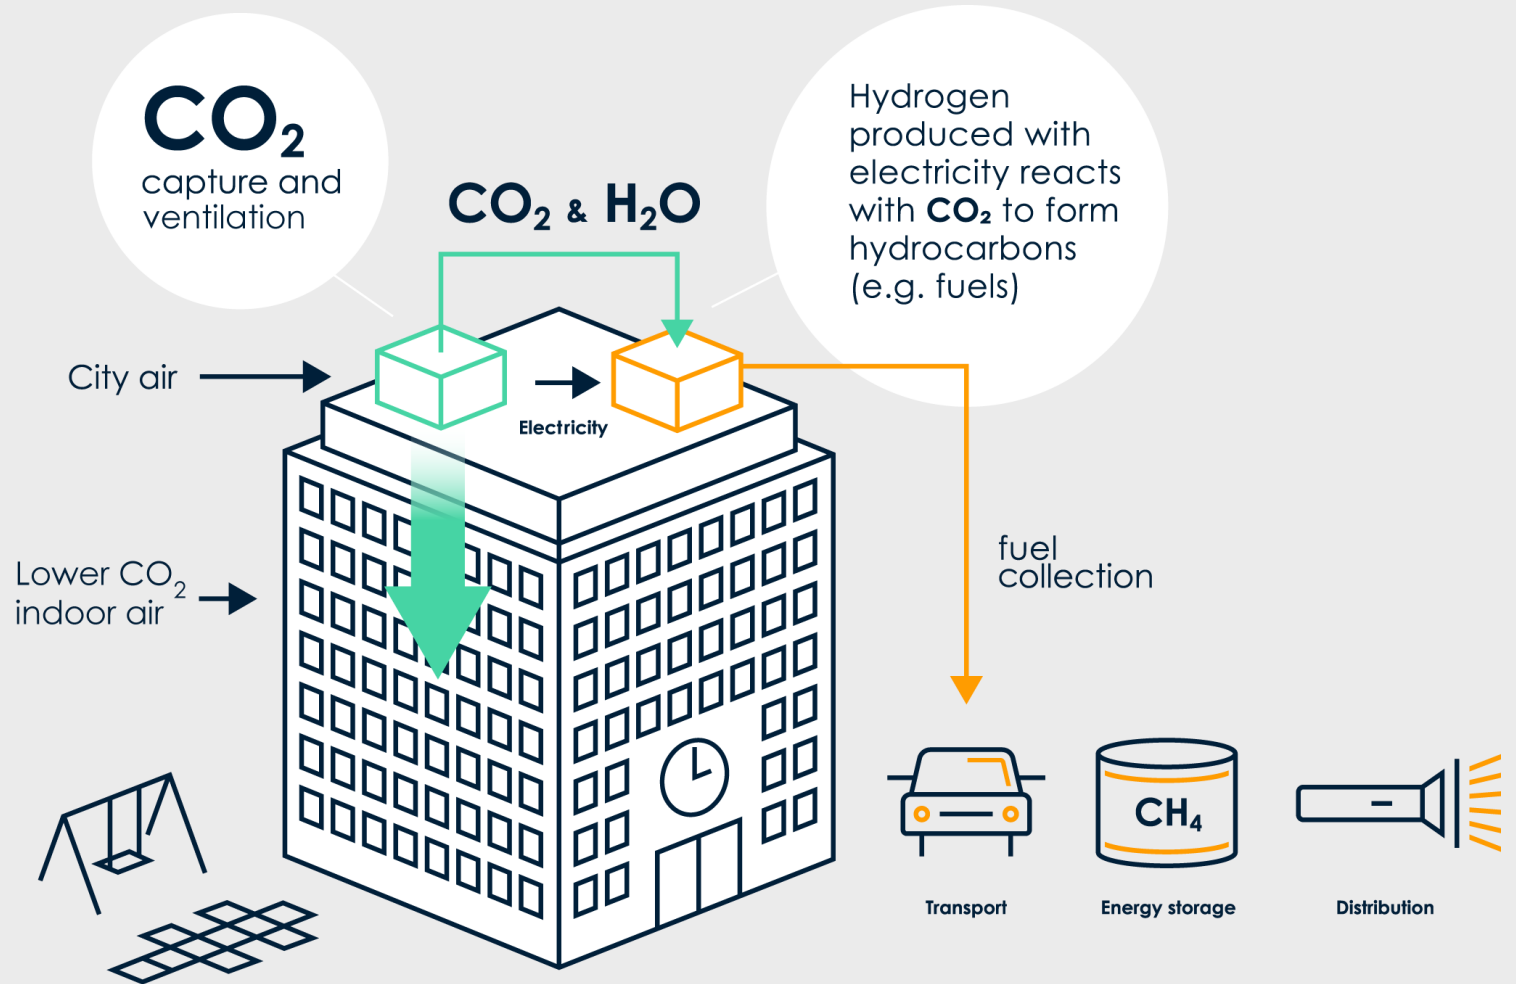 CO₂
capture and
ventilation
CO₂ & H₂O
Hydrogen
produced with
electricity reacts
with CO₂ to form
hydrocarbons
(e.g. fuels)
City air
Electricity
Lower CO₂
indoor air
fuel
collection
CH₄
Transport
Energy storage
Distribution